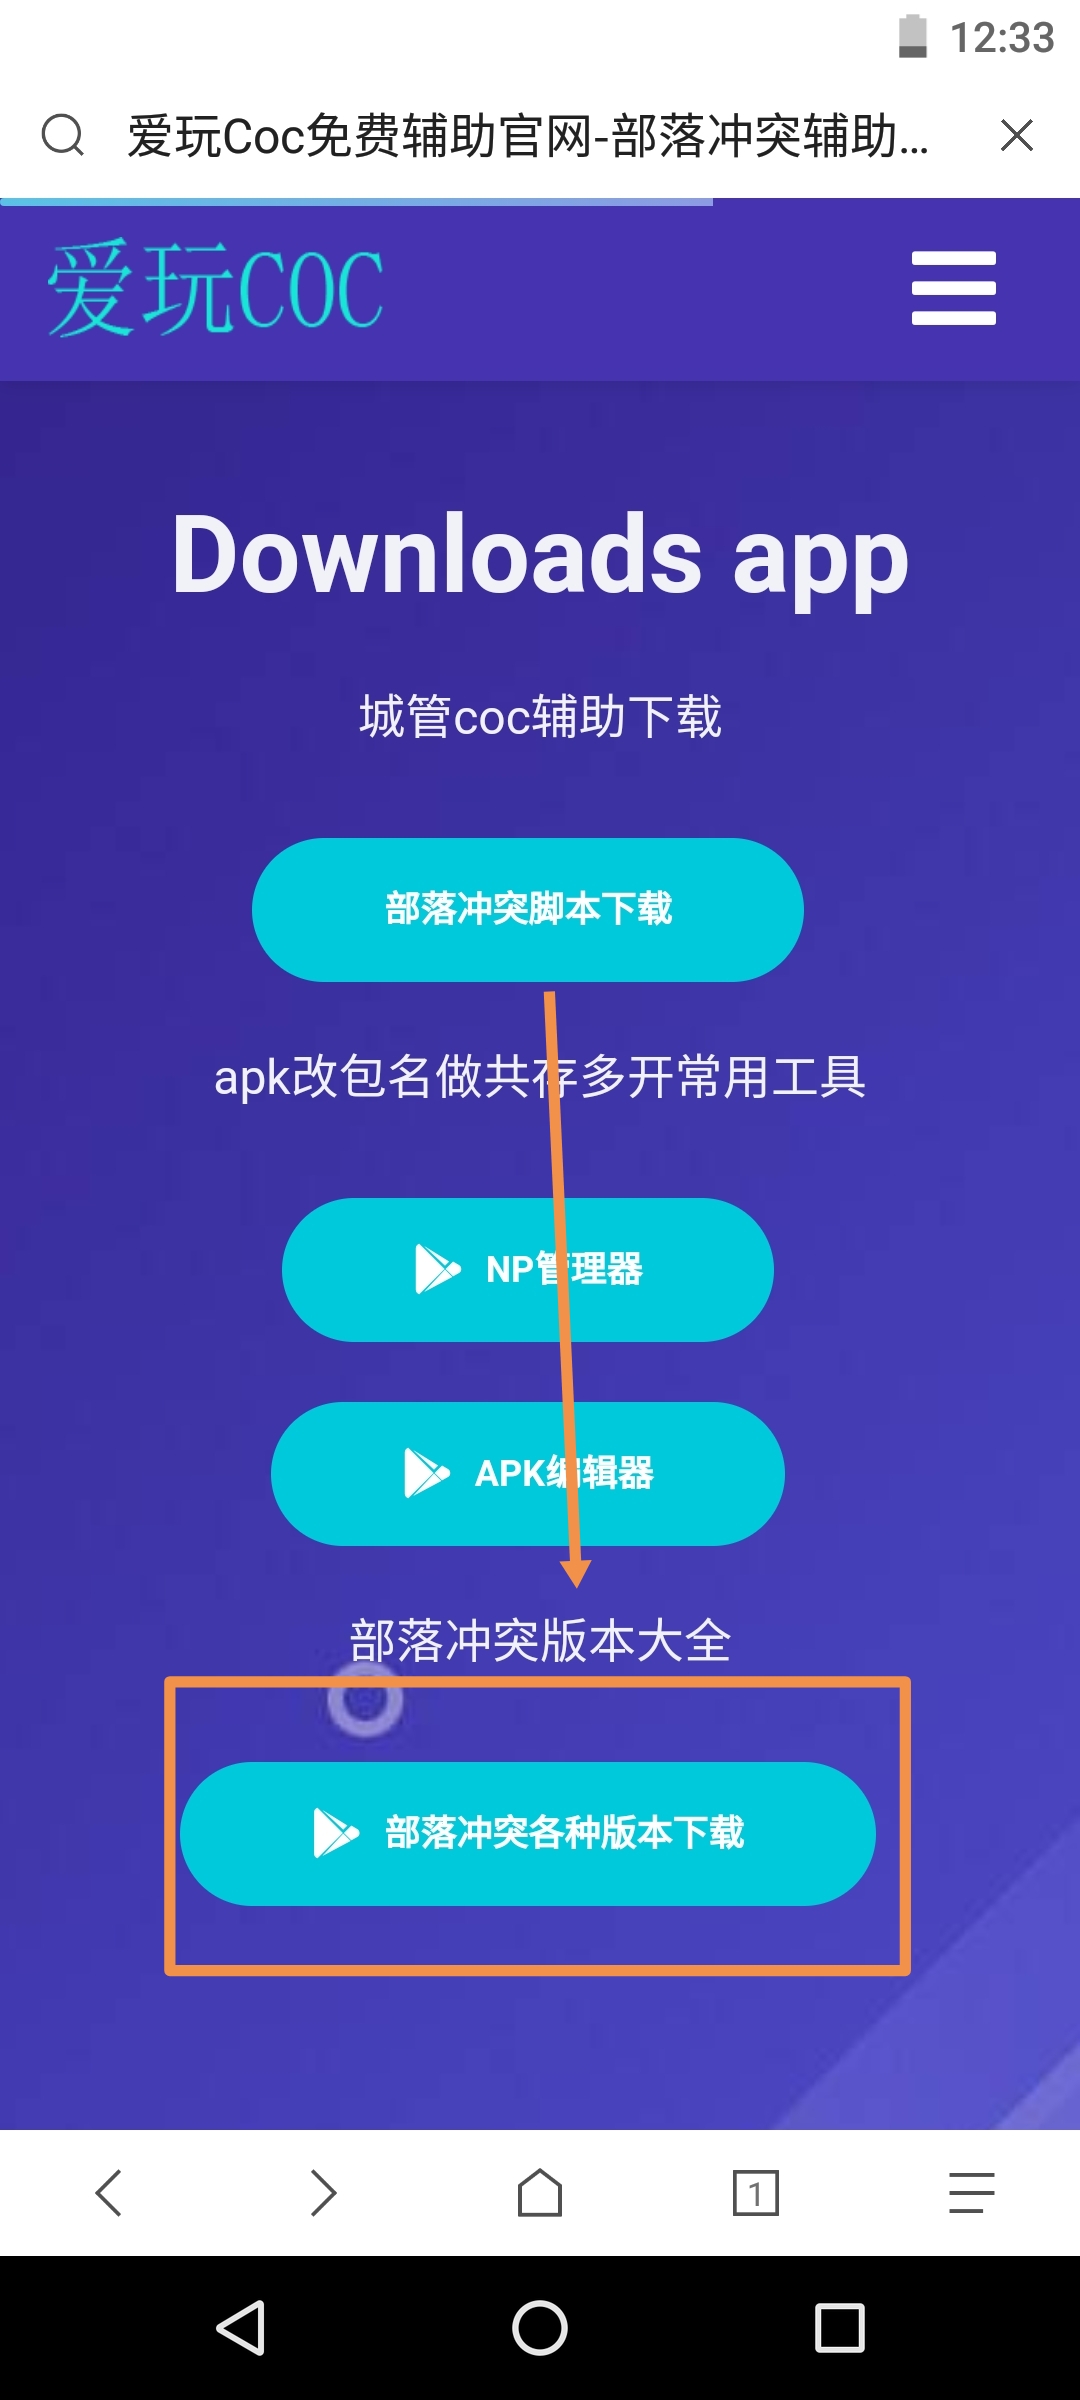 12:33
爱玩Coc免费辅助官网-部落冲突辅助...
爱玩COC
Downloads app
城管coc辅助下载
部落冲突脚本下载
apk改包名做共存多开常用工具
NP管理器
APK编辑器
部落冲突版本大全
部落冲突各种版本下载
1